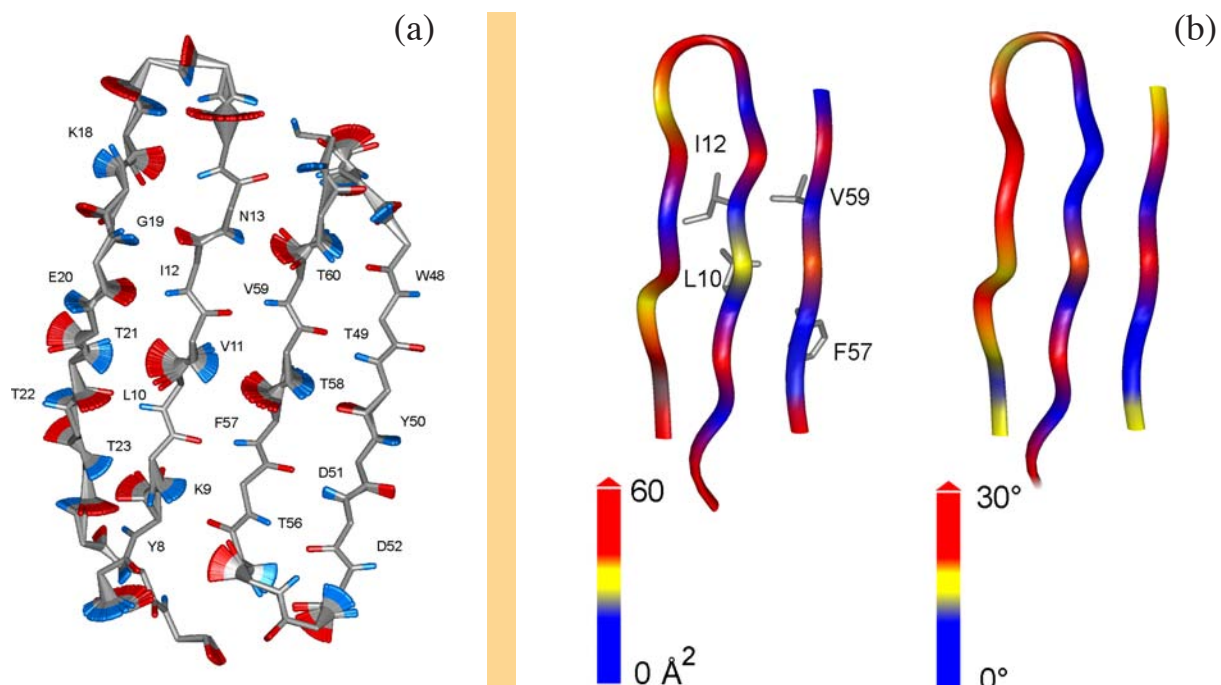 (a)
K18
G19
N13
E20
I12
T60
W48
T21
V59
T49
V11
T22
L10
T58
F57
Y50
T23
D51
K9
T56
Y8
D52
(b)
I12
V59
L10
F57
60
0 Å²
30°
0°